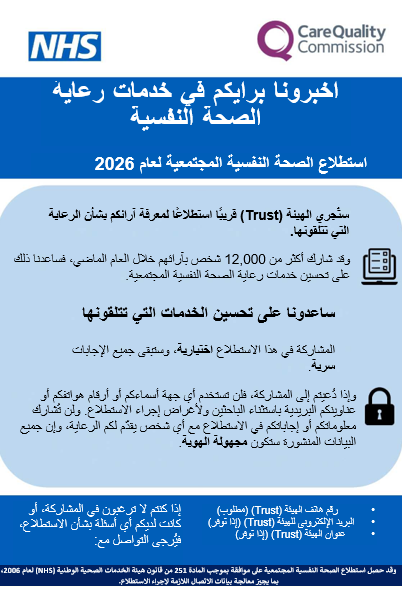 NHS
CareQuality
Commission
اخبرونا برايكم في خدمات رعاية
الصحة النفسية
استطلاع الصحة النفسية المجتمعية لعام 2026
ستُجري الهيئة (Trust) قريبًا استطلاعًا لمعرفة آرائكم بشأن الرعاية
التي تتلقونها.
وقد شارك أكثر من 12,000 شخص بآرائهم خلال العام الماضي، فساعدنا ذلك
على تحسين خدمات رعاية الصحة النفسية المجتمعية.
ساعدونا على تحسين الخدمات التي تتلقونها
المشاركة في هذا الاستطلاع اختيارية، وستبقى جميع الإجابات
سرية.
وإذا دُعيتم إلى المشاركة، فلن تستخدم أي جهة أسماءكم أو أرقام هواتفكم أو
عناوينكم البريدية باستثناء الباحثين ولأغراض إجراء الاستطلاع. ولن تُشارك
معلوماتكم أو إجاباتكم في الاستطلاع مع أي شخص يقدّم لكم الرعاية، وإن جميع
البيانات المنشورة ستكون مجهولة الهوية.
إذا كنتم لا ترغبون في المشاركة، أو
كانت لديكم أي أسئلة بشأن الاستطلاع،
فيُرجى التواصل مع:
• رقم هاتف الهيئة (Trust) (مطلوب)
• البريد الإلكتروني للهيئة (Trust) (إذا توفر)
• عنوان الهيئة (Trust) (إذا توفر)
وقد حصل استطلاع الصحة النفسية المجتمعية على موافقة بموجب المادة 251 من قانون هيئة الخدمات الصحية الوطنية (NHS) لعام 2006،
بما يجيز معالجة بيانات الاتصال اللازمة لإجراء الاستطلاع.